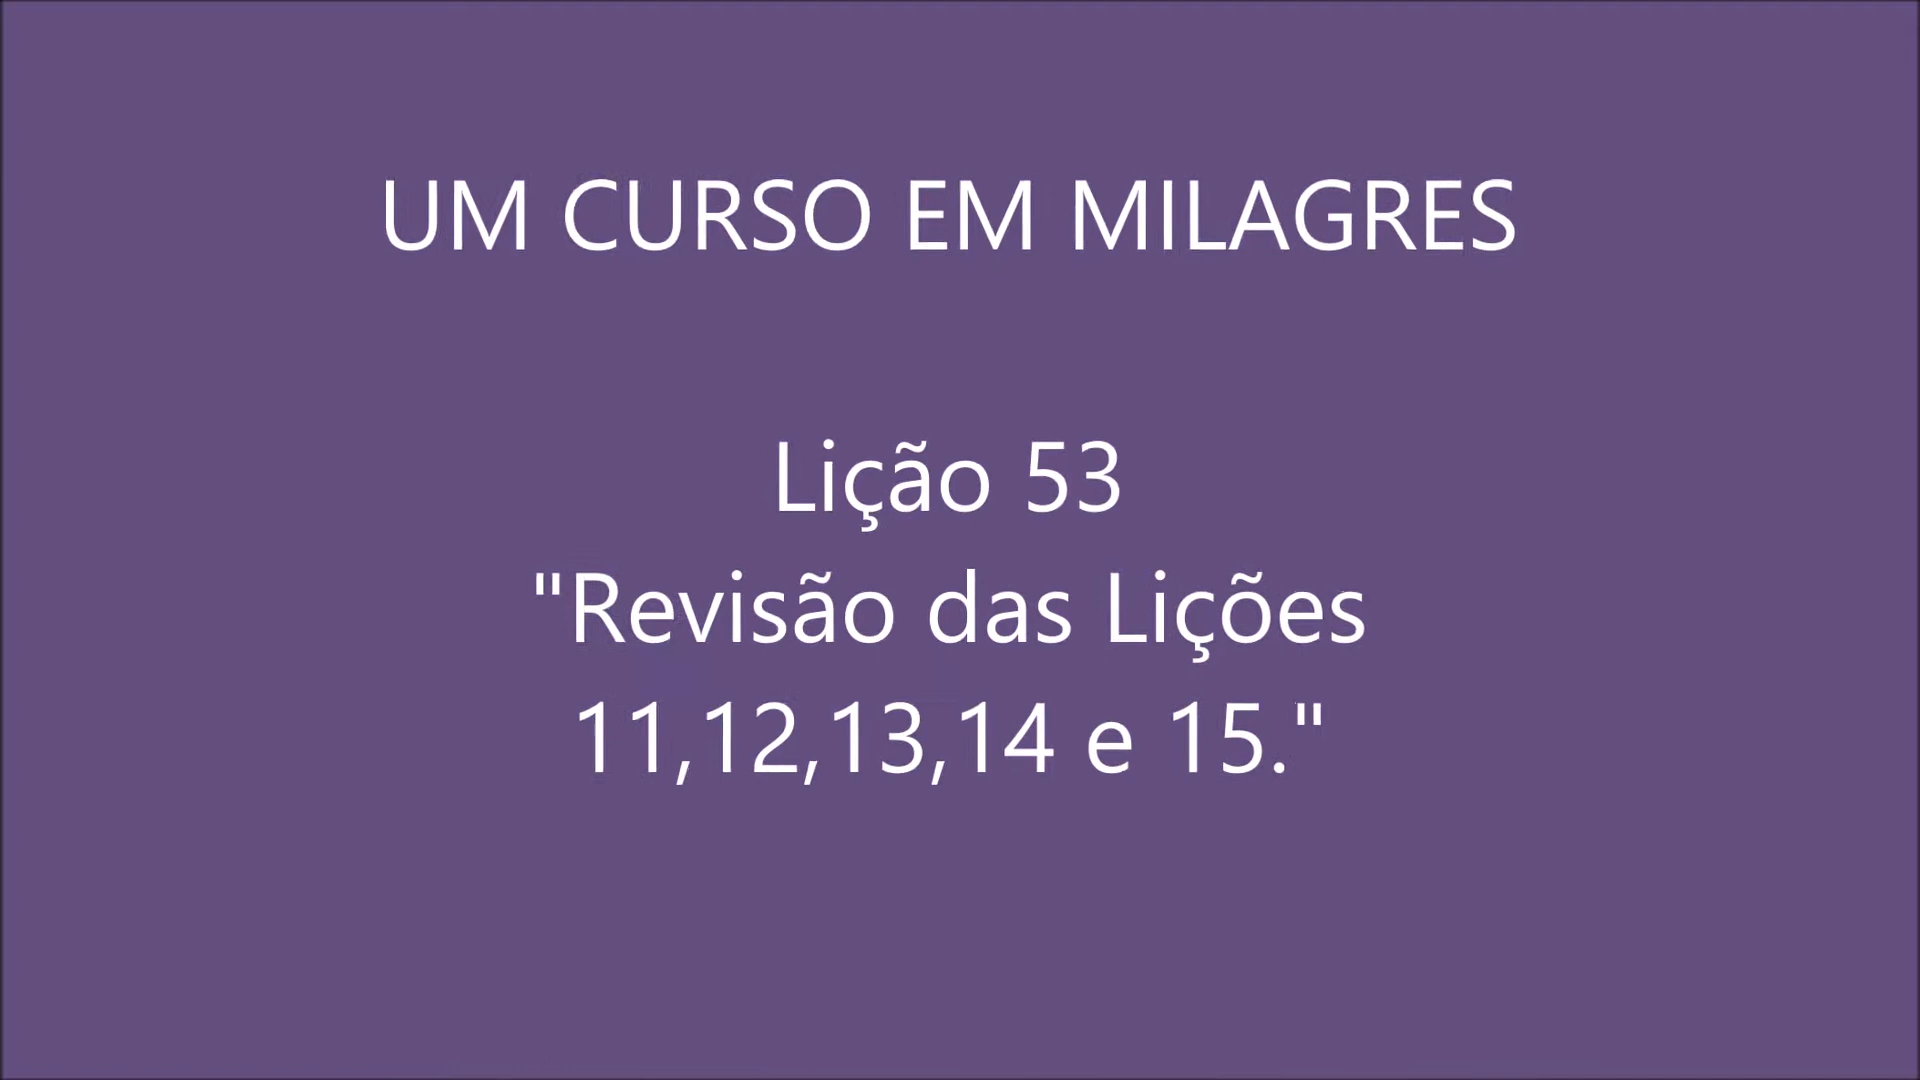 UM CURSO EM MILAGRES
Lição 53
"Revisão das Lições
11,12,13,14 e 15."